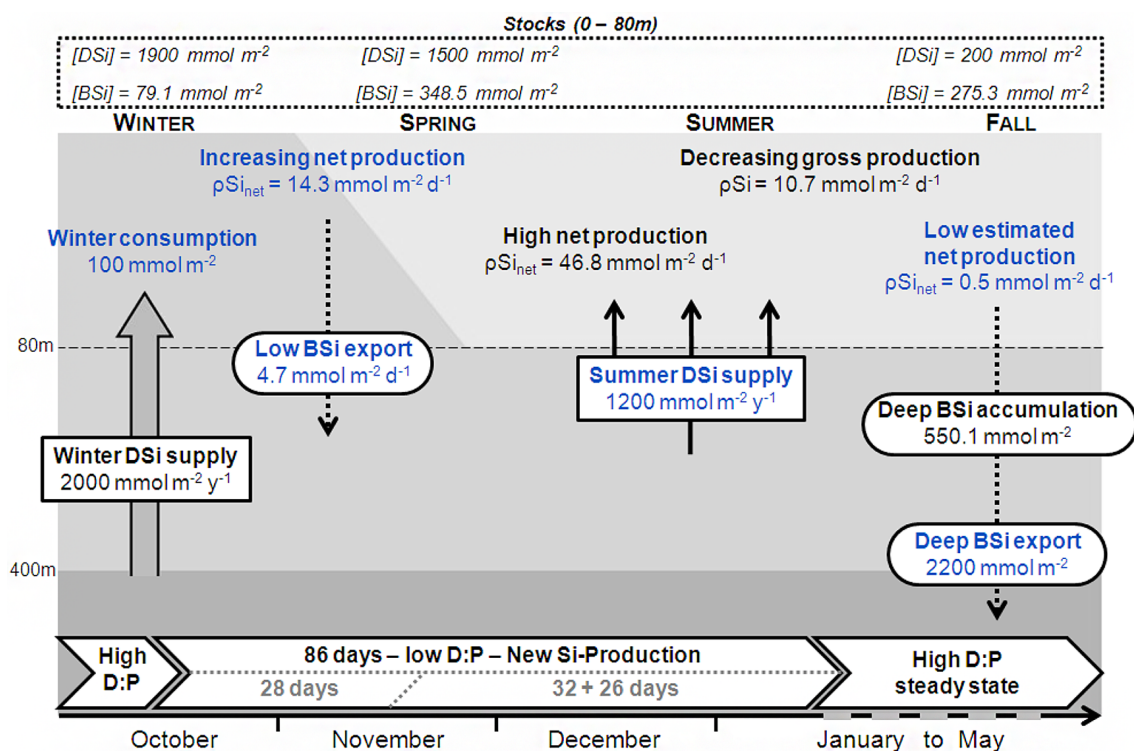 Stocks (0 – 80m)
[DSi] = 1900 mmol m-2
[DSi] = 1500 mmol m-2
[DSi] = 200 mmol m-2
[BSi] = 79.1 mmol m-2
[BSi] = 348.5 mmol m-2
[BSi] = 275.3 mmol m-2
WINTER
SPRING
SUMMER
FALL
Increasing net production
ρSinet = 14.3 mmol m-2 d-1
Decreasing gross production
ρSi = 10.7 mmol m-2 d-1
Winter consumption
100 mmol m-2
High net production
ρSinet = 46.8 mmol m-2 d-1
Low estimated
net production
ρSinet = 0.5 mmol m-2 d-1
80m
Low BSi export
4.7 mmol m-2 d-1
Summer DSi supply
1200 mmol m-2 y-1
Deep BSi accumulation
550.1 mmol m-2
Winter DSi supply
2000 mmol m-2 y-1
Deep BSi export
2200 mmol m-2
400m
High
D:P
86 days – low D:P – New Si-Production
28 days
32 + 26 days
High D:P
steady state
October
November
December
January to May